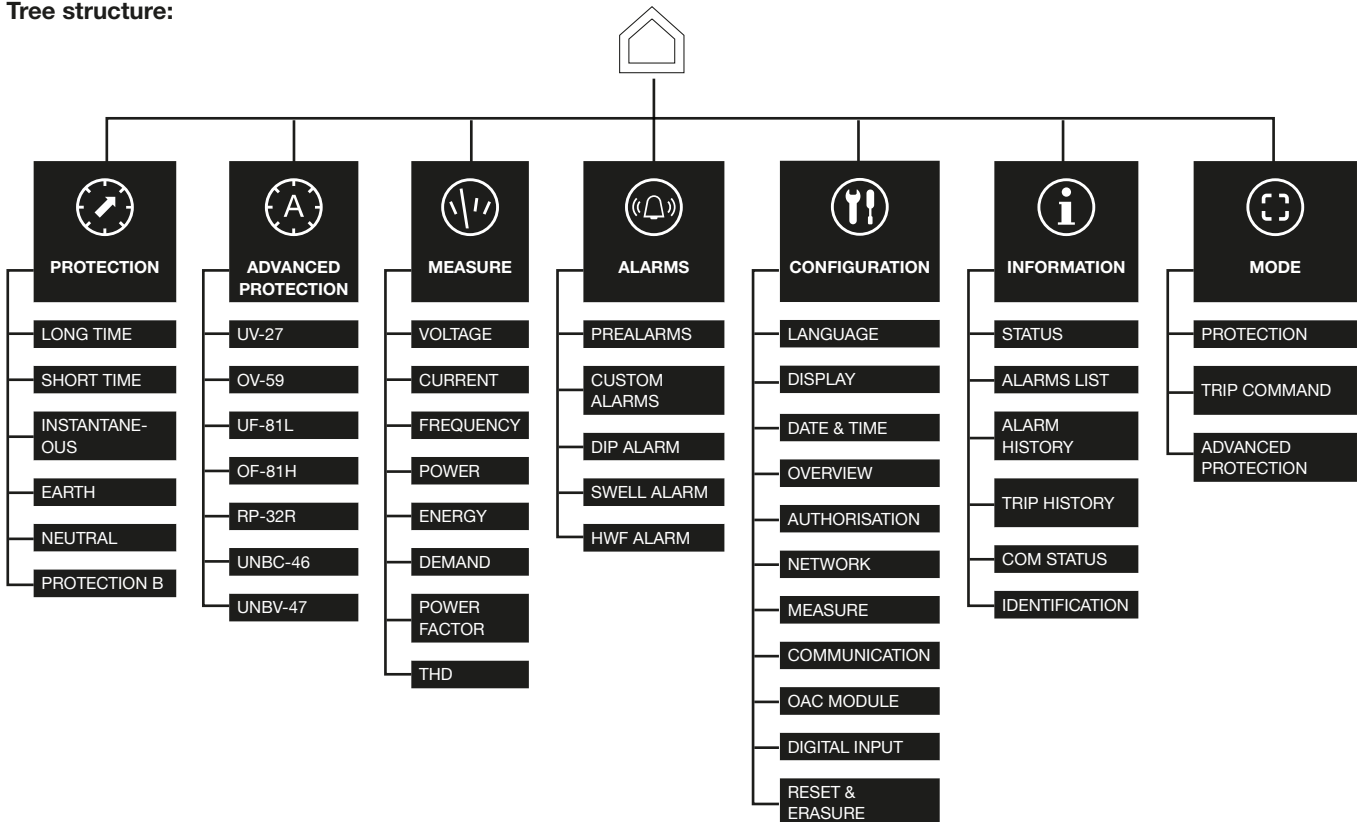 Tree structure:
PROTECTION
LONG TIME
SHORT TIME
INSTANTANE-
OUS
EARTH
NEUTRAL
PROTECTION B
A
ADVANCED
PROTECTION
UV-27
OV-59
UF-81L
OF-81H
RP-32R
UNBC-46
UNBV-47
MEASURE
VOLTAGE
CURRENT
FREQUENCY
POWER
ENERGY
DEMAND
POWER
FACTOR
THD
ALARMS
PREALARMS
CUSTOM
ALARMS
DIP ALARM
SWELL ALARM
HWF ALARM
CONFIGURATION
LANGUAGE
DISPLAY
DATE & TIME
OVERVIEW
AUTHORISATION
NETWORK
MEASURE
COMMUNICATION
OAC MODULE
DIGITAL INPUT
RESET &
ERASURE
i
INFORMATION
STATUS
ALARMS LIST
ALARM
HISTORY
TRIP HISTORY
COM STATUS
IDENTIFICATION
MODE
PROTECTION
TRIP COMMAND
ADVANCED
PROTECTION